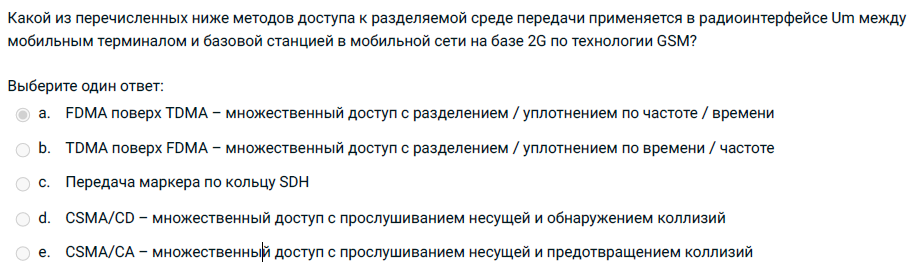 Какой из перечисленных ниже методов доступа к разделяемой среде передачи применяется в радиоинтерфейсе Um между
мобильным терминалом и базовой станцией в мобильной сети на базе 2G по технологии GSM?
Выберите один ответ:
a. FDMA поверх TDMA – множественный доступ с разделением / уплотнением по частоте / времени
b. TDMA поверх FDMA – множественный доступ с разделением / уплотнением по времени / частоте
c. Передача маркера по кольцу SDH
d. CSMA/CD – множественный доступ с прослушиванием несущей и обнаружением коллизий
e. CSMA/CA – множественный доступ с прослушиванием несущей и предотвращением коллизий